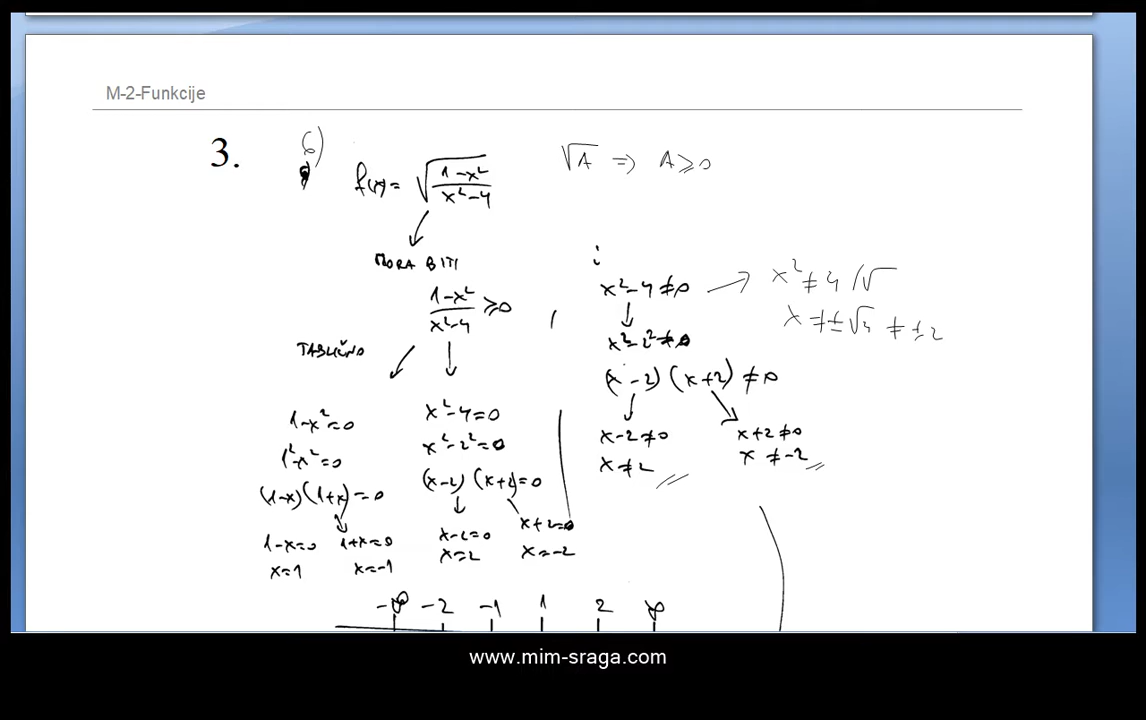 M-2-Funkcije
3.
f(x)= √((1-x²)/(x²-4))
√A => A≥0
MORA BITI
(1-x²)/(x²-4) ≥0 , i x²-4≠0 → x²≠4 /√
x≠±√4≠±2
x²-2²≠0
TABLIČNO
(x-2)(x+2)≠0
1-x²=0
x²-4=0
x-2≠0
x+2≠0
1²-x²=0
x²-2²=0
x≠2
x≠-2
(1-x)(1+x)=0
(x-2)(x+2)=0
1-x=0
1+x=0
x-2=0
x+2=0
x=1
x=-1
x=2
x=-2
-∞ -2 -1 1 2 ∞
www.mim-sraga.com